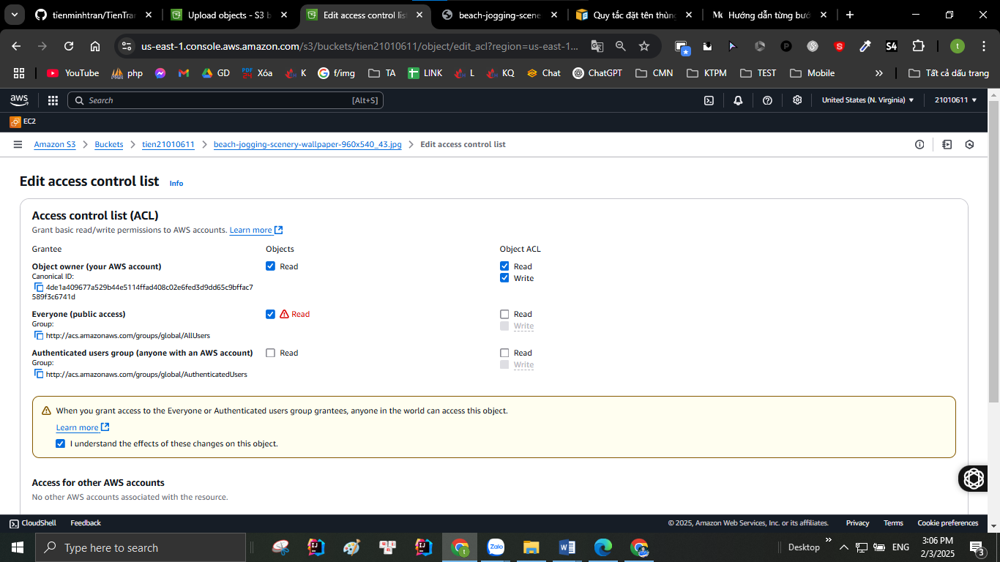 tienminhtran/TienTran
Upload objects - S3 b
Edit access control list
beach-jogging-scene
Quy tắc đặt tên thùn
Hướng dẫn từng bướ
us-east-1.console.aws.amazon.com/s3/buckets/tien21010611/object/edit_acl?region=us-east-1...
S4
t
YouTube
php
GD
PDF 24
Xóa
K
f/img
TA
LINK
L
KQ
Chat
ChatGPT
CMN
KTPM
TEST
Mobile
Tất cả dấu trang
aws
Search
[Alt+S]
United States (N. Virginia)
21010611
EC2
Amazon S3
Buckets
tien21010611
beach-jogging-scenery-wallpaper-960x540_43.jpg
Edit access control list
Edit access control list
Info
Access control list (ACL)
Grant basic read/write permissions to AWS accounts. Learn more
Grantee
Objects
Object ACL
Object owner (your AWS account)
Canonical ID:
4de1a409677a529b44e5114ffad408c02e6fed3d9dd65c9bffac7
589f3c6741d
Read
Read
Write
Everyone (public access)
Group:
http://acs.amazonaws.com/groups/global/AllUsers
Read
Read
Write
Authenticated users group (anyone with an AWS account)
Group:
http://acs.amazonaws.com/groups/global/AuthenticatedUsers
Read
Read
Write
When you grant access to the Everyone or Authenticated users group grantees, anyone in the world can access this object.
Learn more
I understand the effects of these changes on this object.
Access for other AWS accounts
No other AWS accounts associated with the resource.
CloudShell
Feedback
© 2025, Amazon Web Services, Inc. or its affiliates.
Privacy
Terms
Cookie preferences
Type here to search
Zalo
Desktop
ENG
3:06 PM
2/3/2025
3